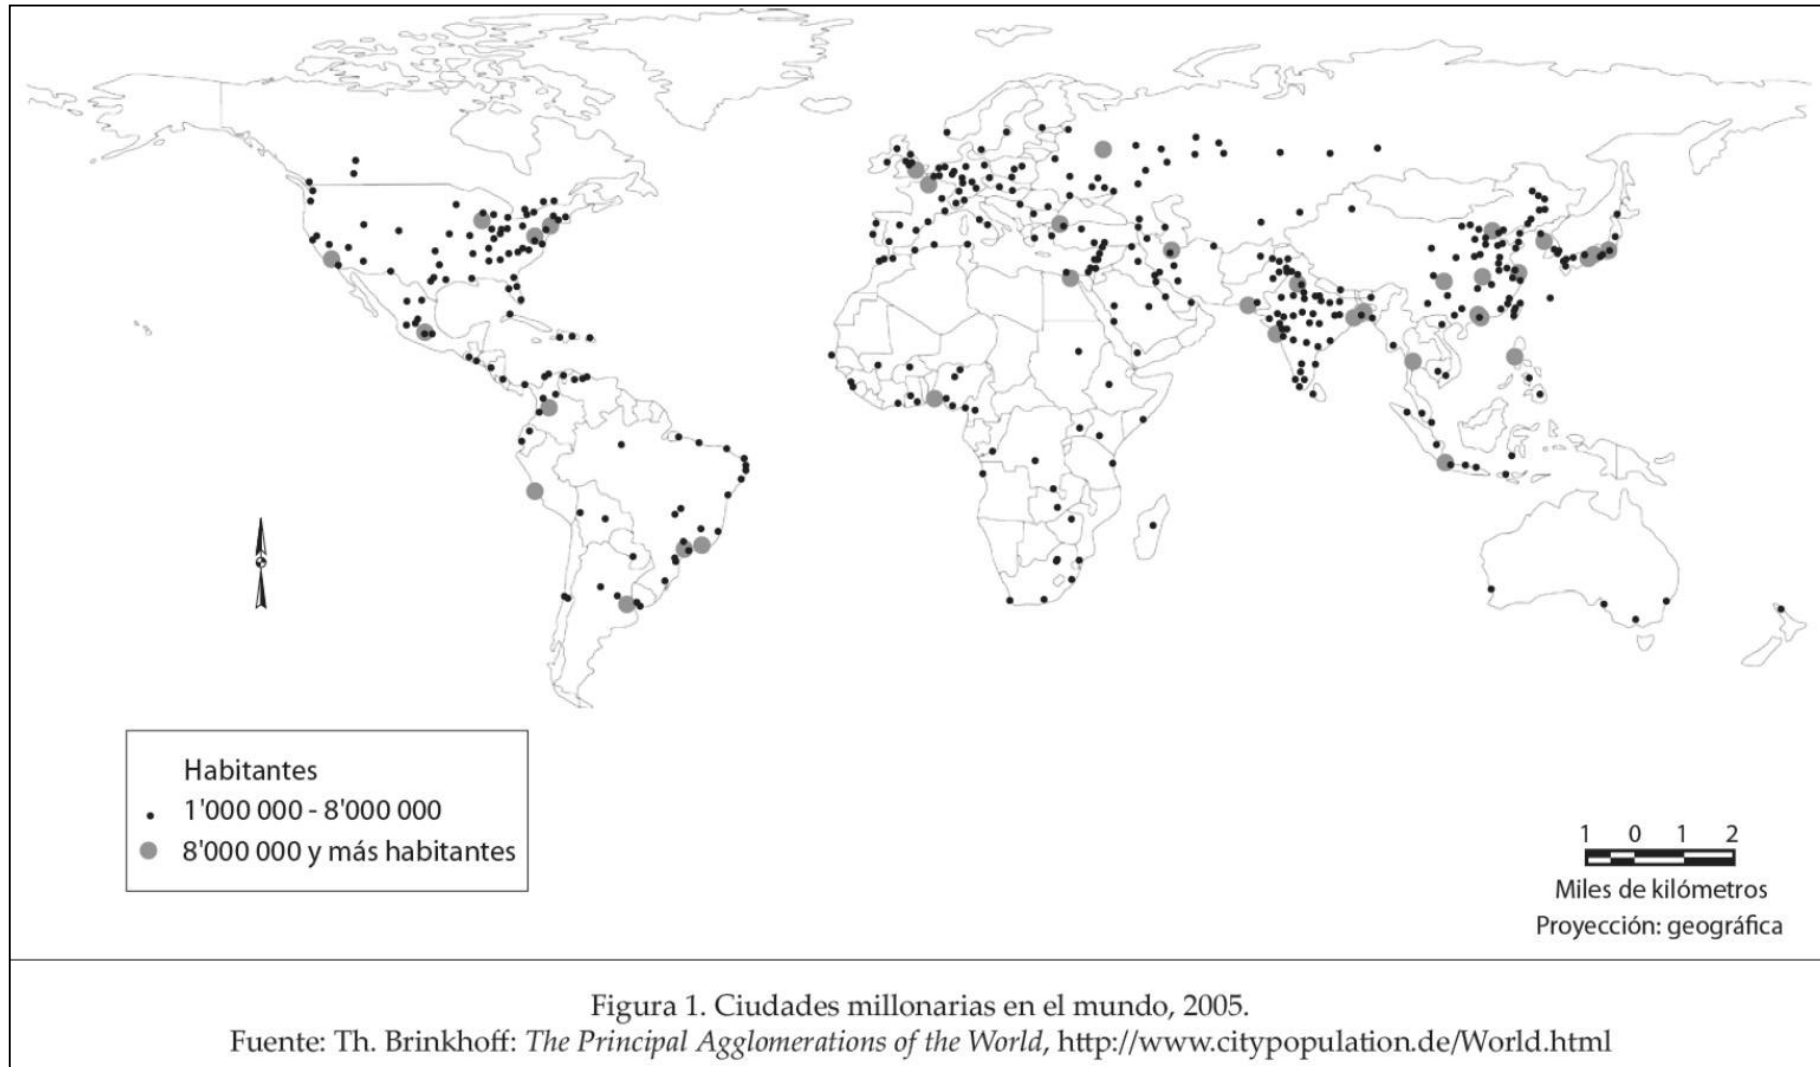 Habitantes
1'000 000 - 8'000 000
8'000 000 y más habitantes
1 0 1 2
Miles de kilómetros
Proyección: geográfica
Figura 1. Ciudades millonarias en el mundo, 2005.
Fuente: Th. Brinkhoff: The Principal Agglomerations of the World, http://www.citypopulation.de/World.html